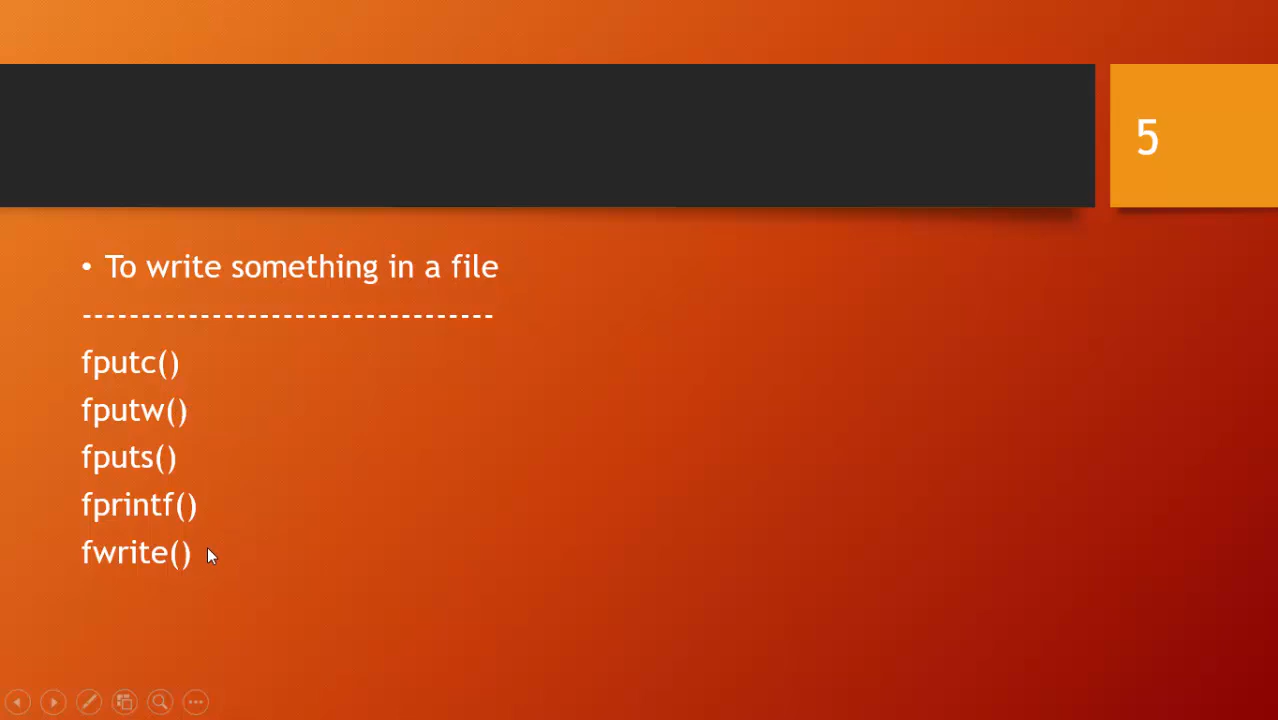 5
• To write something in a file
-----------------------------------
fputc()
fputw()
fputs()
fprintf()
fwrite()